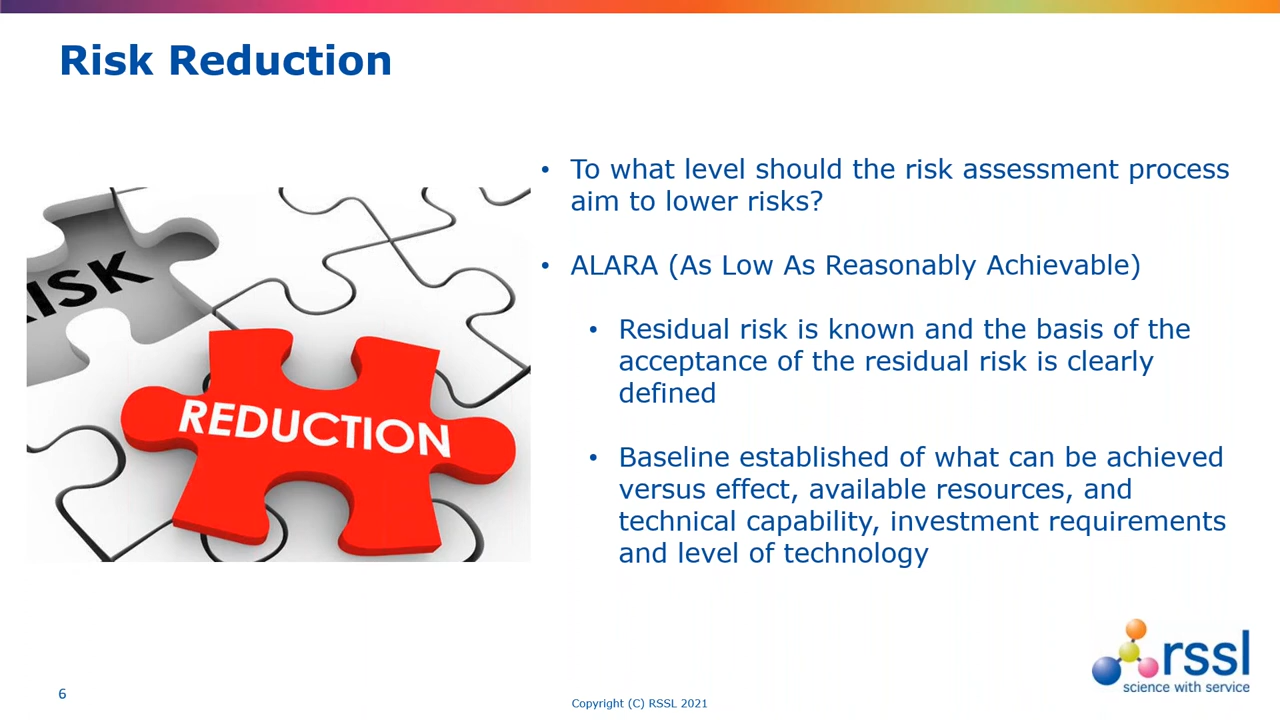 Risk Reduction
• To what level should the risk assessment process
aim to lower risks?
• ALARA (As Low As Reasonably Achievable)
• Residual risk is known and the basis of the
acceptance of the residual risk is clearly
defined
• Baseline established of what can be achieved
versus effect, available resources, and
technical capability, investment requirements
and level of technology
RISK
REDUCTION
rssl
science with service
6
Copyright (C) RSSL 2021